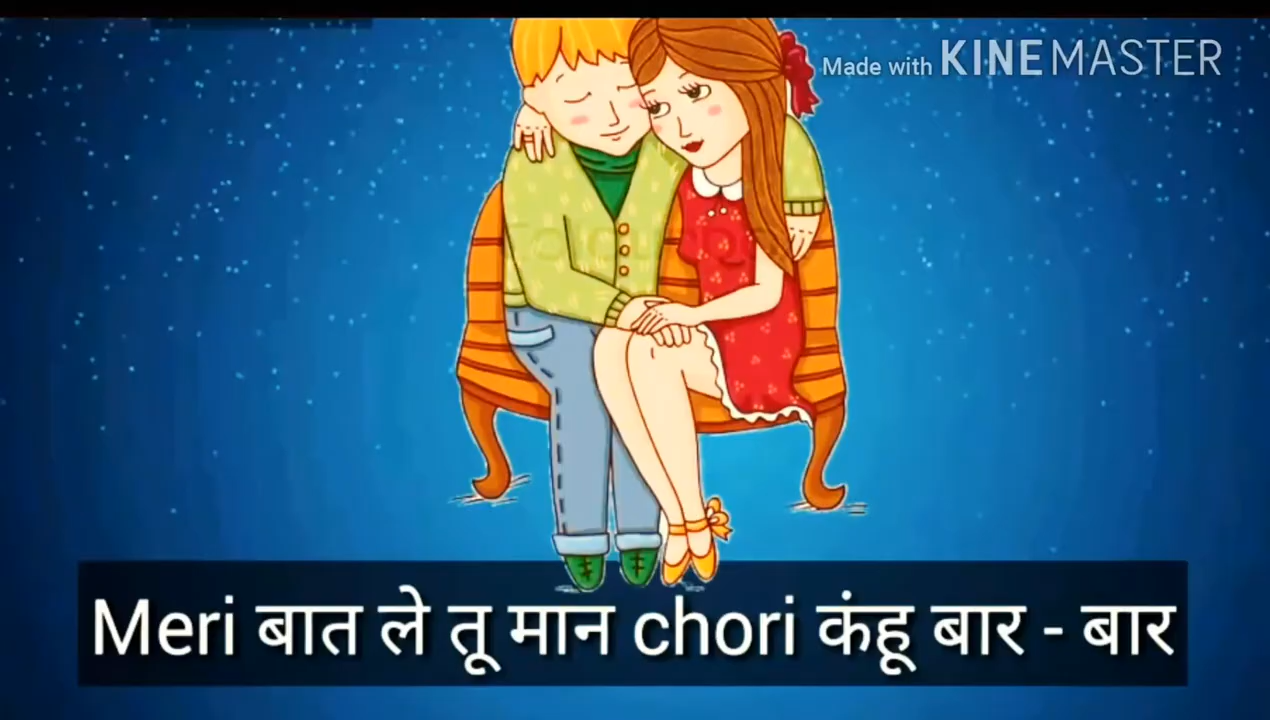 Made with KINEMASTER
Meri बात ले तू मान chori कंहू बार - बार